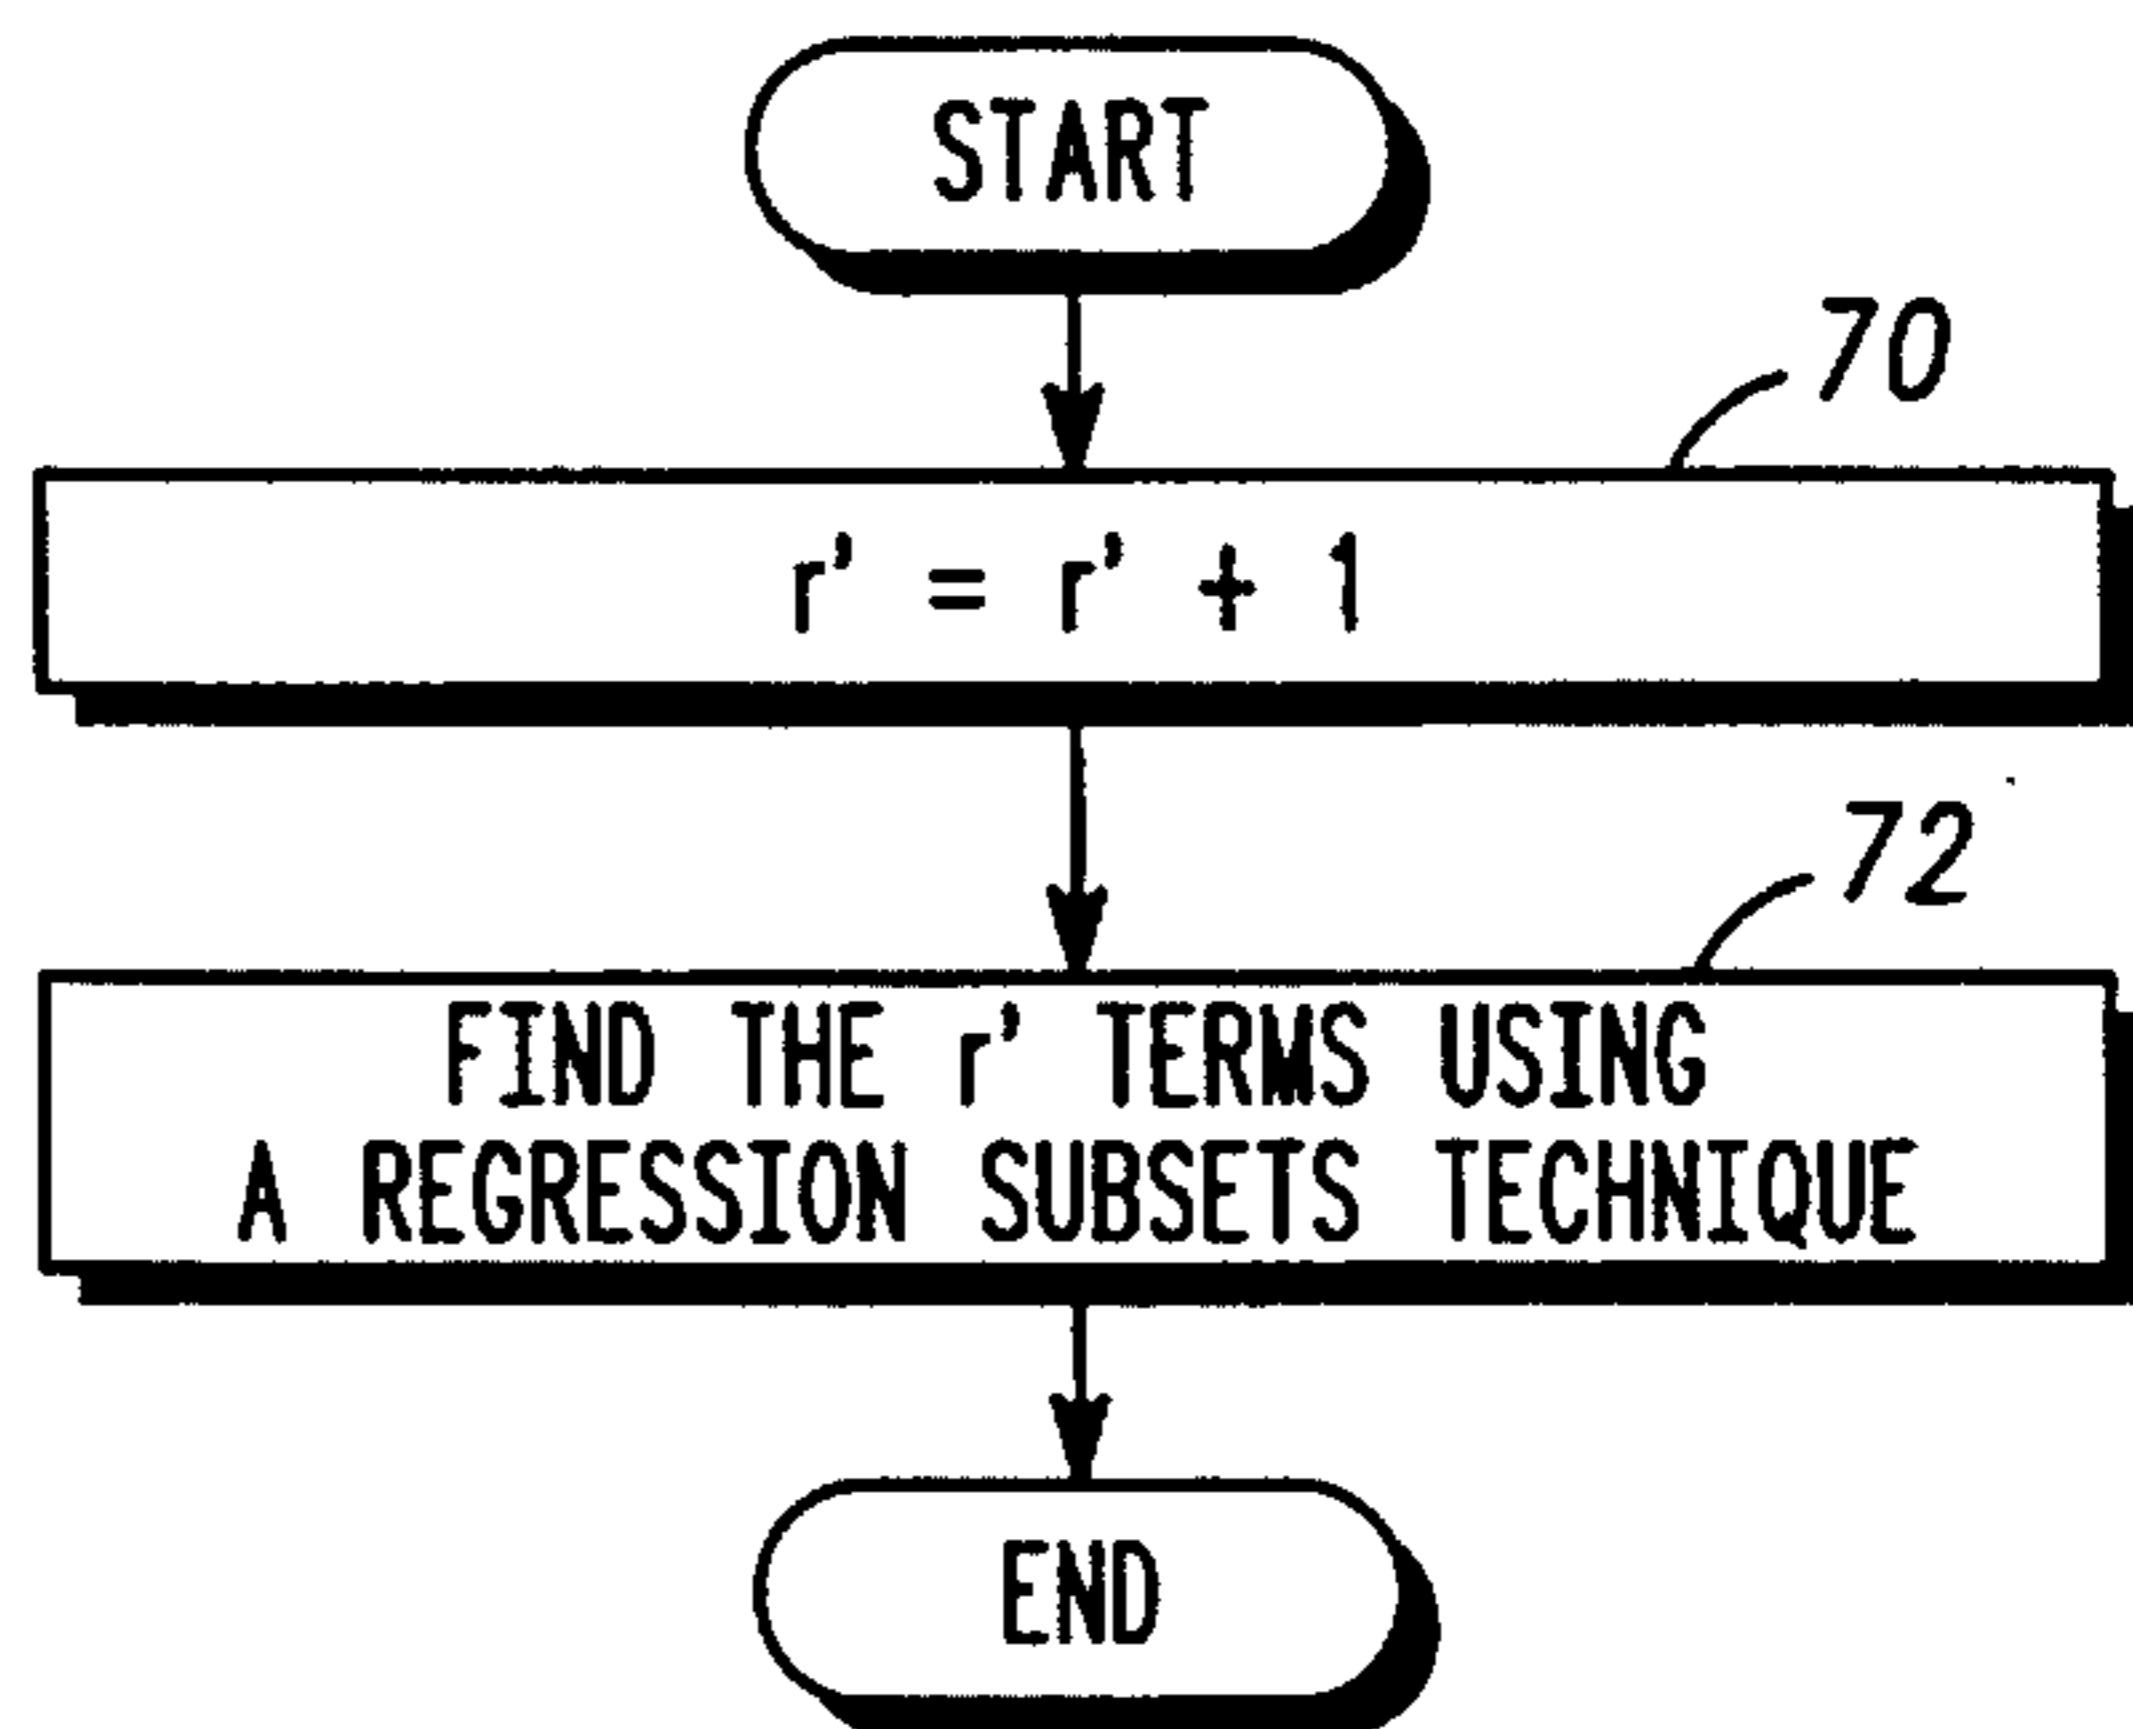 START
70
r' = r' + 1
72
FIND THE r' TERMS USING
A REGRESSION SUBSETS TECHNIQUE
END